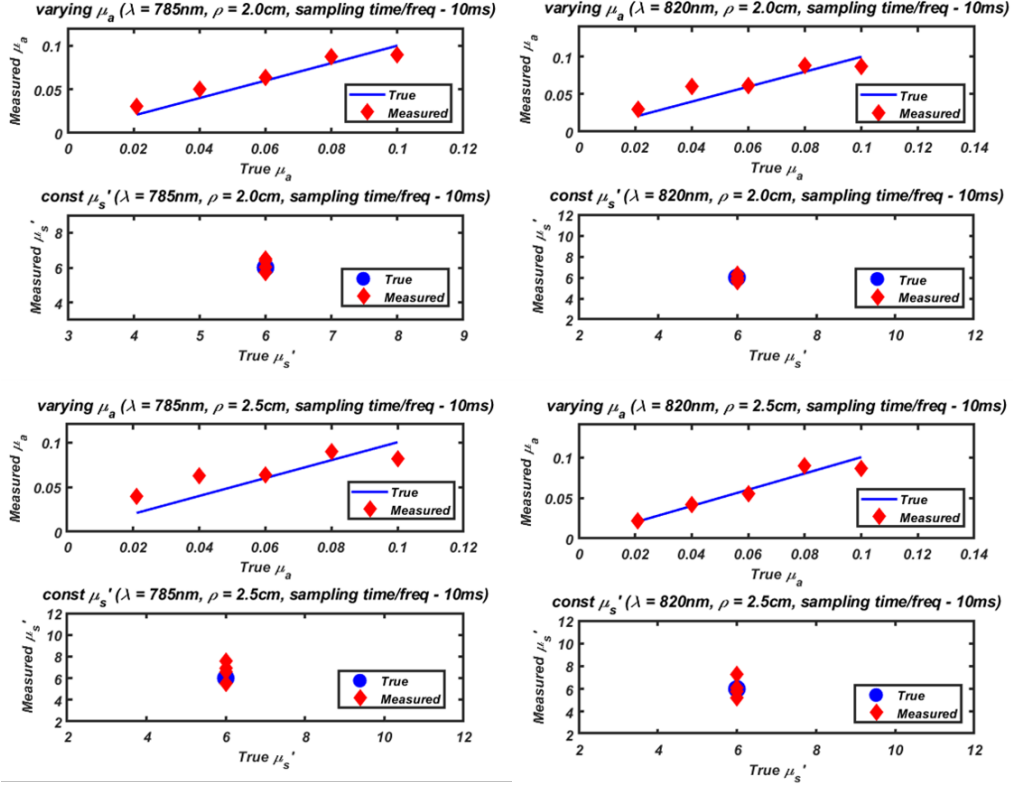 varying μa (λ = 785nm, ρ = 2.0cm, sampling time/freq - 10ms)
Measured μa
0.1
0.05
0
True
Measured
0 0.02 0.04 0.06 0.08 0.1 0.12
True μa
const μs' (λ = 785nm, ρ = 2.0cm, sampling time/freq - 10ms)
Measured μs'
8
6
4
True
Measured
3 4 5 6 7 8 9
True μs'
varying μa (λ = 820nm, ρ = 2.0cm, sampling time/freq - 10ms)
Measured μa
0.1
0.05
0
True
Measured
0 0.02 0.04 0.06 0.08 0.1 0.12 0.14
True μa
const μs' (λ = 820nm, ρ = 2.0cm, sampling time/freq - 10ms)
Measured μs'
12
10
8
6
4
2
True
Measured
2 4 6 8 10 12
True μs'
varying μa (λ = 785nm, ρ = 2.5cm, sampling time/freq - 10ms)
Measured μa
0.1
0.05
0
True
Measured
0 0.02 0.04 0.06 0.08 0.1 0.12
True μa
const μs' (λ = 785nm, ρ = 2.5cm, sampling time/freq - 10ms)
Measured μs'
12
10
8
6
4
2
True
Measured
2 4 6 8 10 12
True μs'
varying μa (λ = 820nm, ρ = 2.5cm, sampling time/freq - 10ms)
Measured μa
0.1
0.05
0
True
Measured
0 0.02 0.04 0.06 0.08 0.1 0.12 0.14
True μa
const μs' (λ = 820nm, ρ = 2.5cm, sampling time/freq - 10ms)
Measured μs'
12
10
8
6
4
2
True
Measured
2 4 6 8 10 12
True μs'